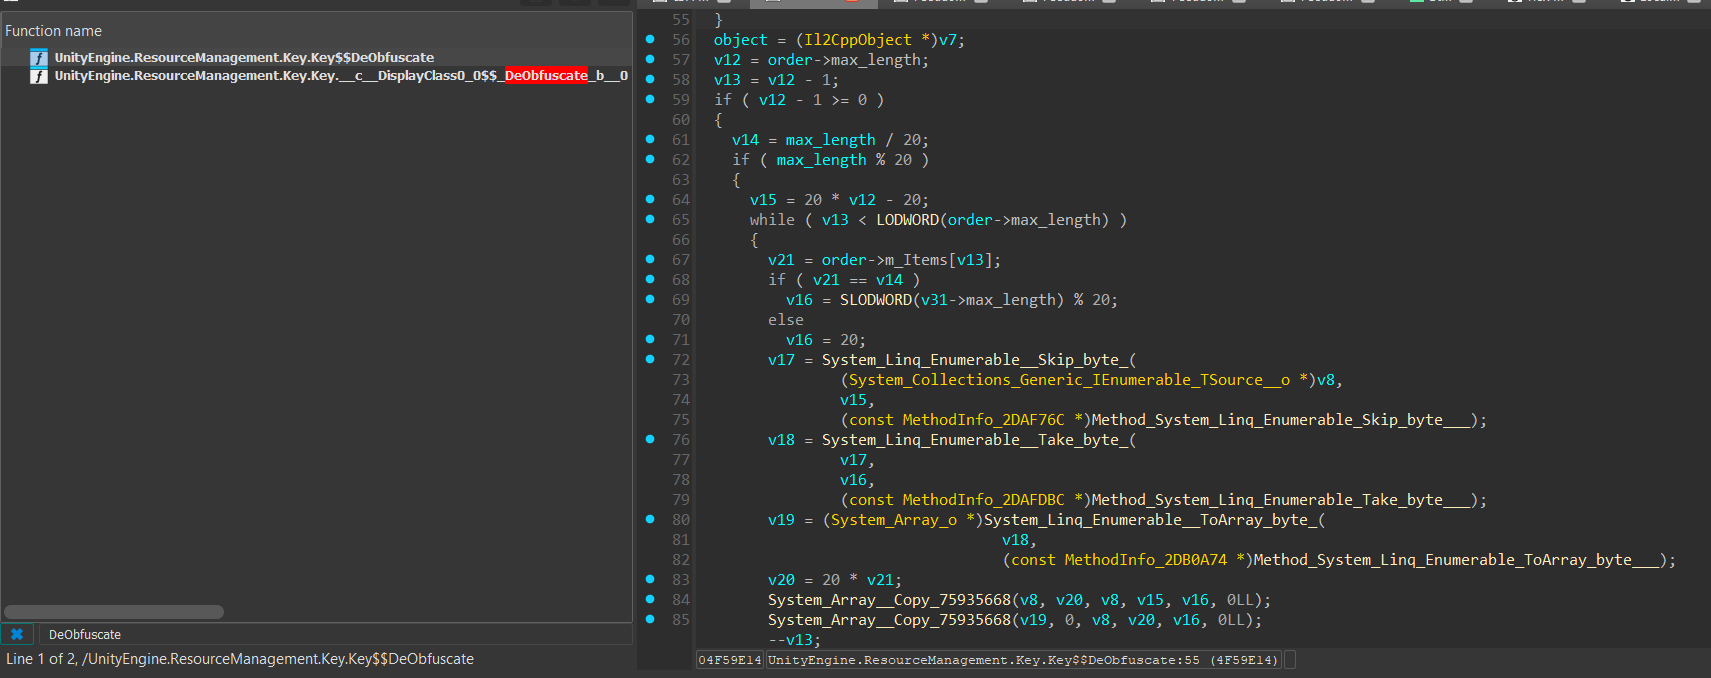 Function name
UnityEngine.ResourceManagement.Key.Key$$DeObfuscate
UnityEngine.ResourceManagement.Key.Key.__c__DisplayClass0_0$$_DeObfuscate_b__0
DeObfuscate
Line 1 of 2, /UnityEngine.ResourceManagement.Key.Key$$DeObfuscate
55 }
56 object = (Il2CppObject *)v7;
57 v12 = order->max_length;
58 v13 = v12 - 1;
59 if ( v12 - 1 >= 0 )
60 {
61 v14 = max_length / 20;
62 if ( max_length % 20 )
63 {
64 v15 = 20 * v12 - 20;
65 while ( v13 < LODWORD(order->max_length) )
66 {
67 v21 = order->m_Items[v13];
68 if ( v21 == v14 )
69 v16 = SLODWORD(v31->max_length) % 20;
70 else
71 v16 = 20;
72 v17 = System_Linq_Enumerable__Skip_byte_(
73 (System_Collections_Generic_IEnumerable_TSource__o *)v8,
74 v15,
75 (const MethodInfo_2DAF76C *)Method_System_Linq_Enumerable_Skip_byte___);
76 v18 = System_Linq_Enumerable__Take_byte_(
77 v17,
78 v16,
79 (const MethodInfo_2DAFDBC *)Method_System_Linq_Enumerable_Take_byte___);
80 v19 = (System_Array_o *)System_Linq_Enumerable__ToArray_byte_(
81 v18,
82 (const MethodInfo_2DB0A74 *)Method_System_Linq_Enumerable_ToArray_byte___);
83 v20 = 20 * v21;
84 System_Array__Copy_75935668(v8, v20, v8, v15, v16, 0LL);
85 System_Array__Copy_75935668(v19, 0, v8, v20, v16, 0LL);
--v13;
04F59E14 UnityEngine.ResourceManagement.Key.Key$$DeObfuscate:55 (4F59E14)